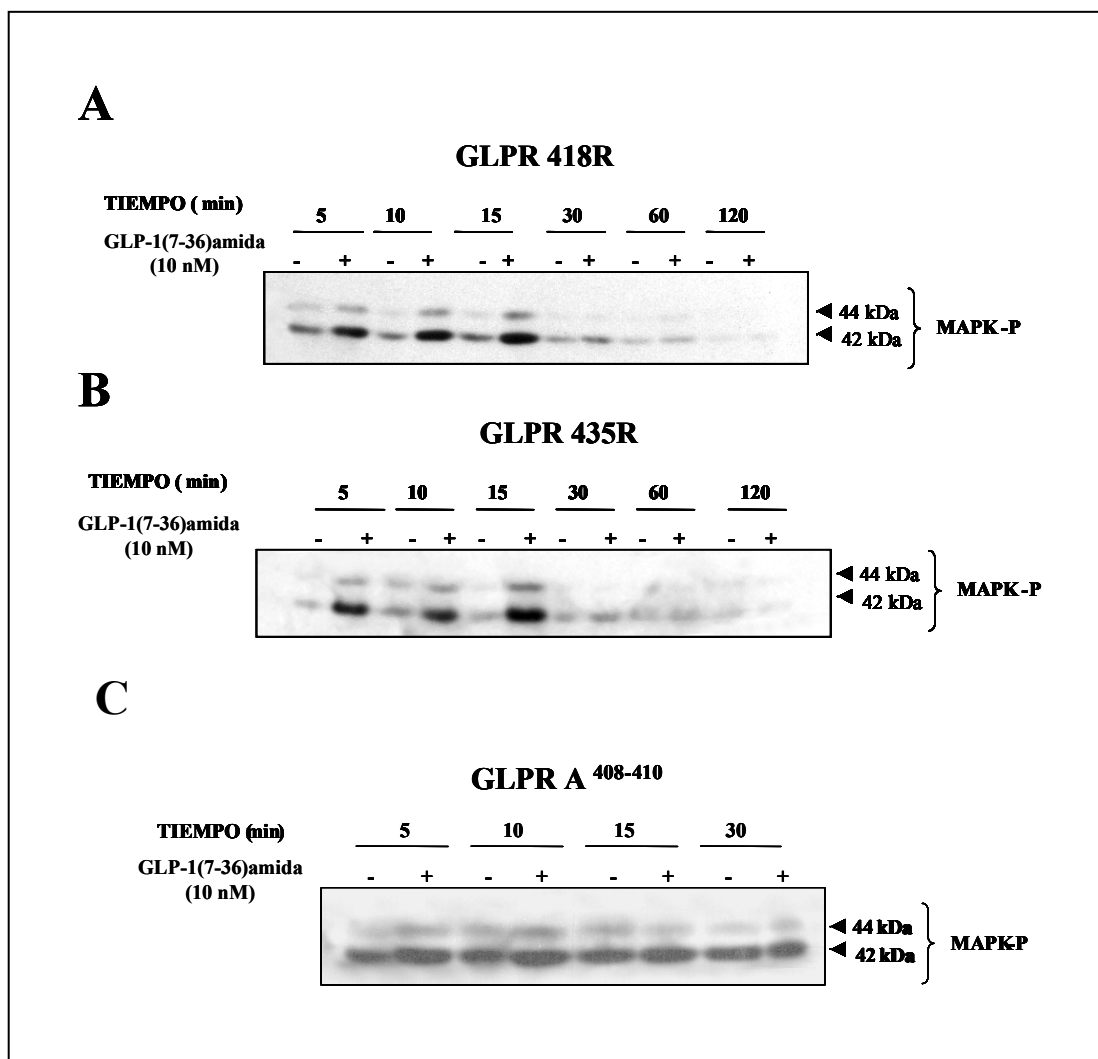 A
GLPR 418R
TIEMPO ( min)
5 10 15 30 60 120
GLP-1(7-36)amida
(10 nM)
- + - + - + - + - + - +
44 kDa
42 kDa
MAPK-P
B
GLPR 435R
TIEMPO ( min)
5 10 15 30 60 120
GLP-1(7-36)amida
(10 nM)
- + - + - + - + - + - +
44 kDa
42 kDa
MAPK-P
C
GLPR A 408-410
TIEMPO (min)
5 10 15 30
GLP-1(7-36)amida
(10 nM)
- + - + - + - +
44 kDa
42 kDa
MAPK-P